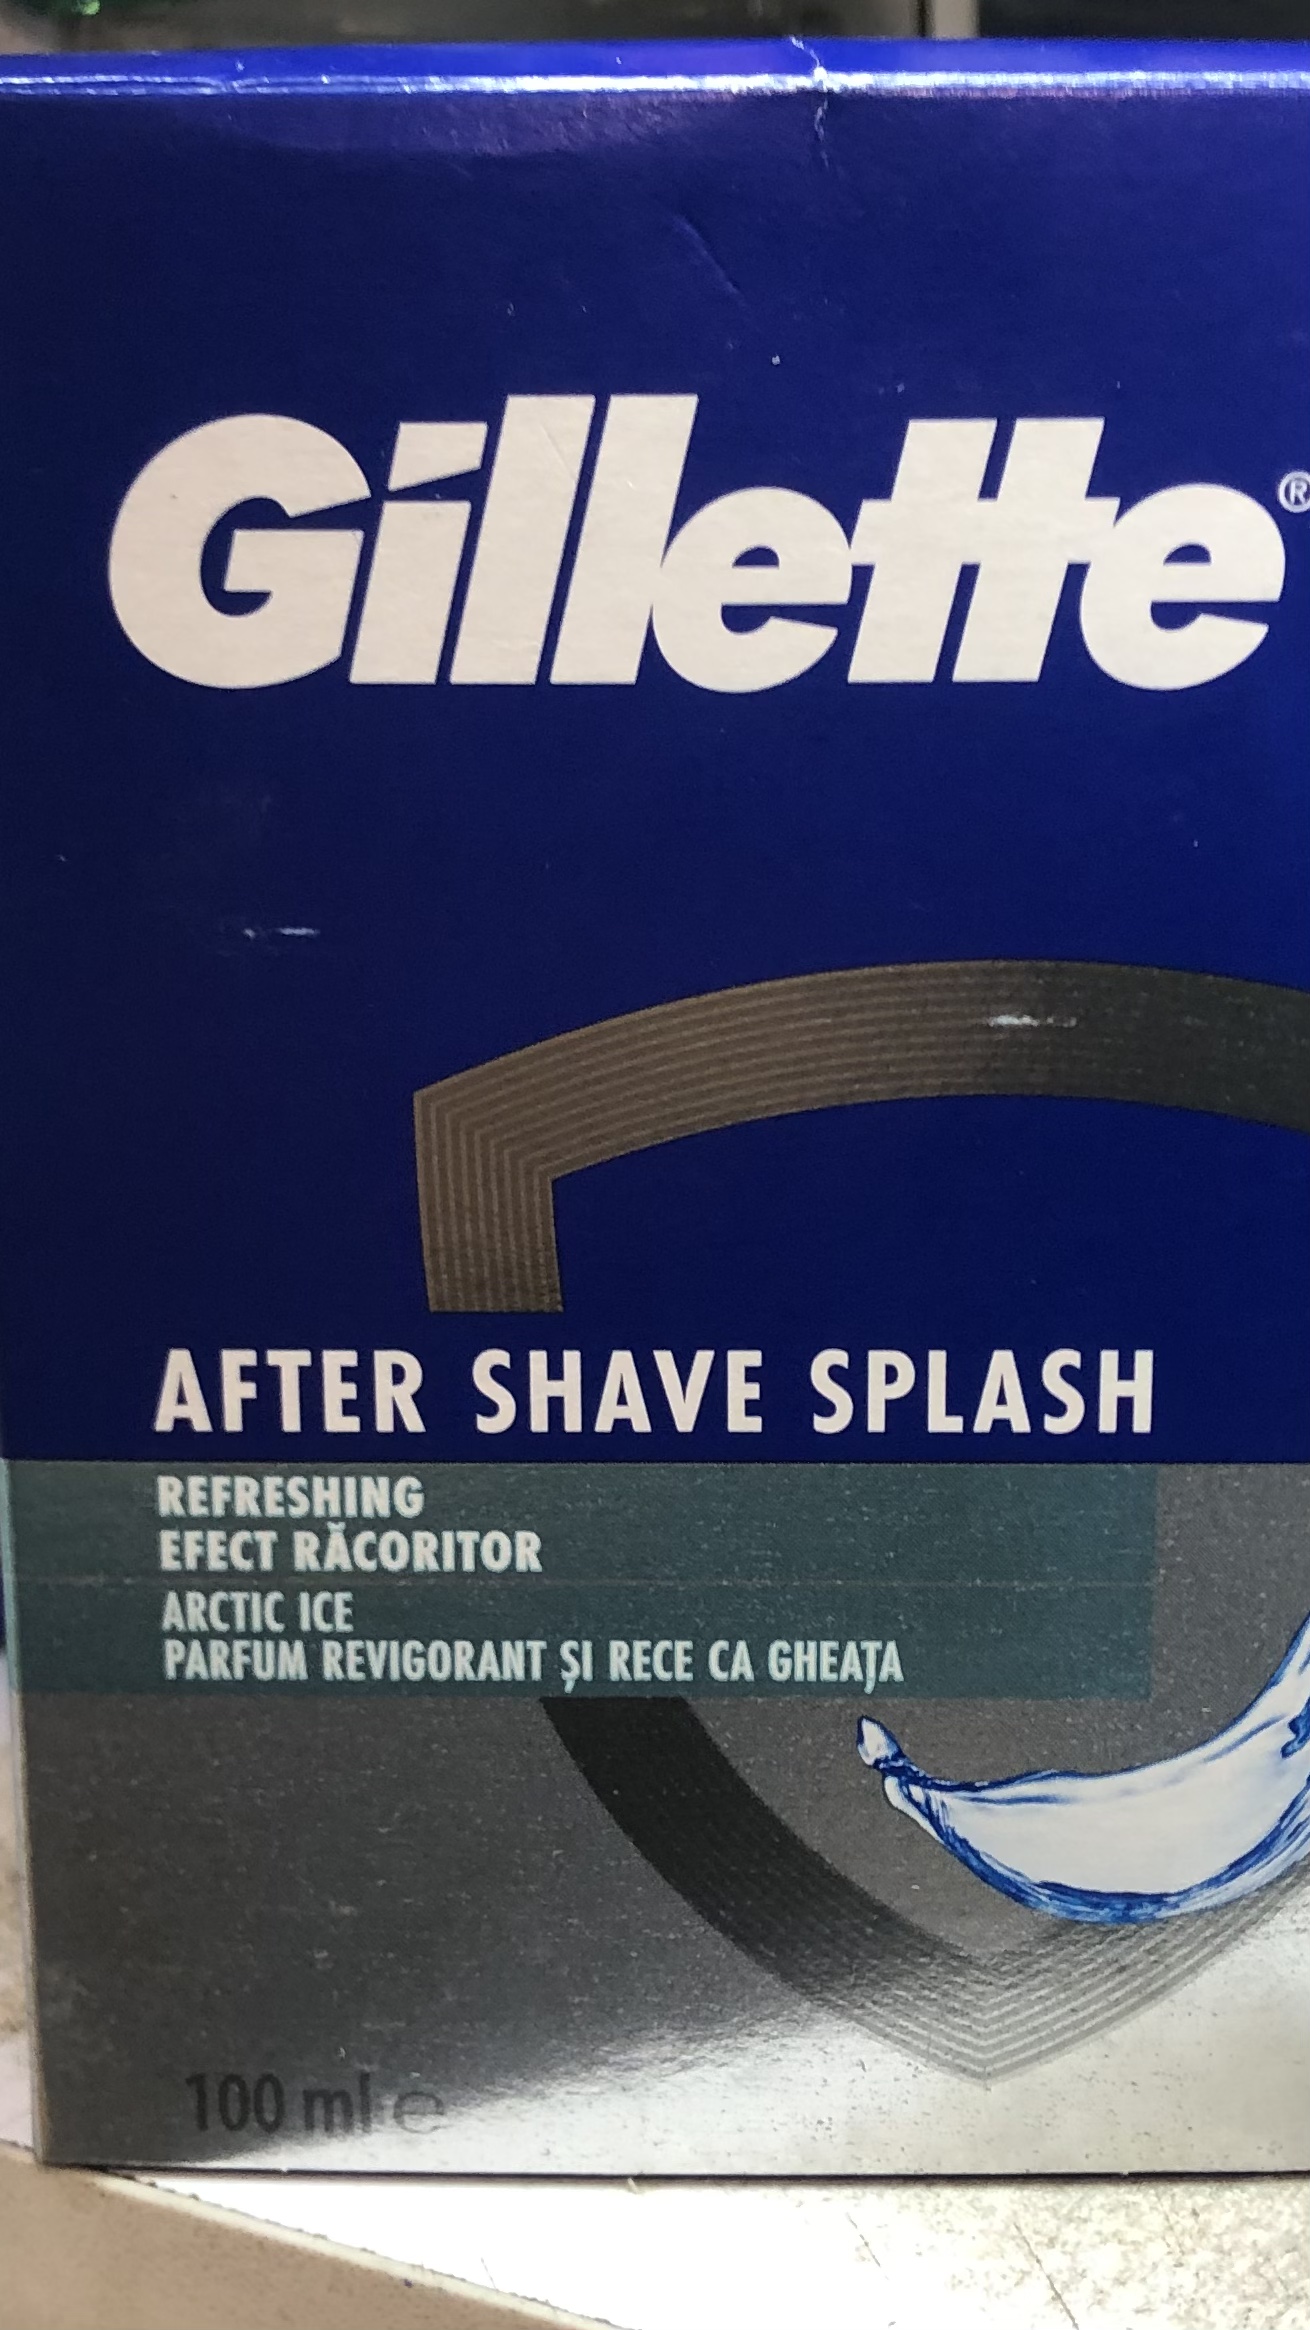 Gillette®
AFTER SHAVE SPLASH
REFRESHING
EFECT RĂCORITOR
ARCTIC ICE
PARFUM REVIGORANT ȘI RECE CA GHEAȚA
100 ml ℮